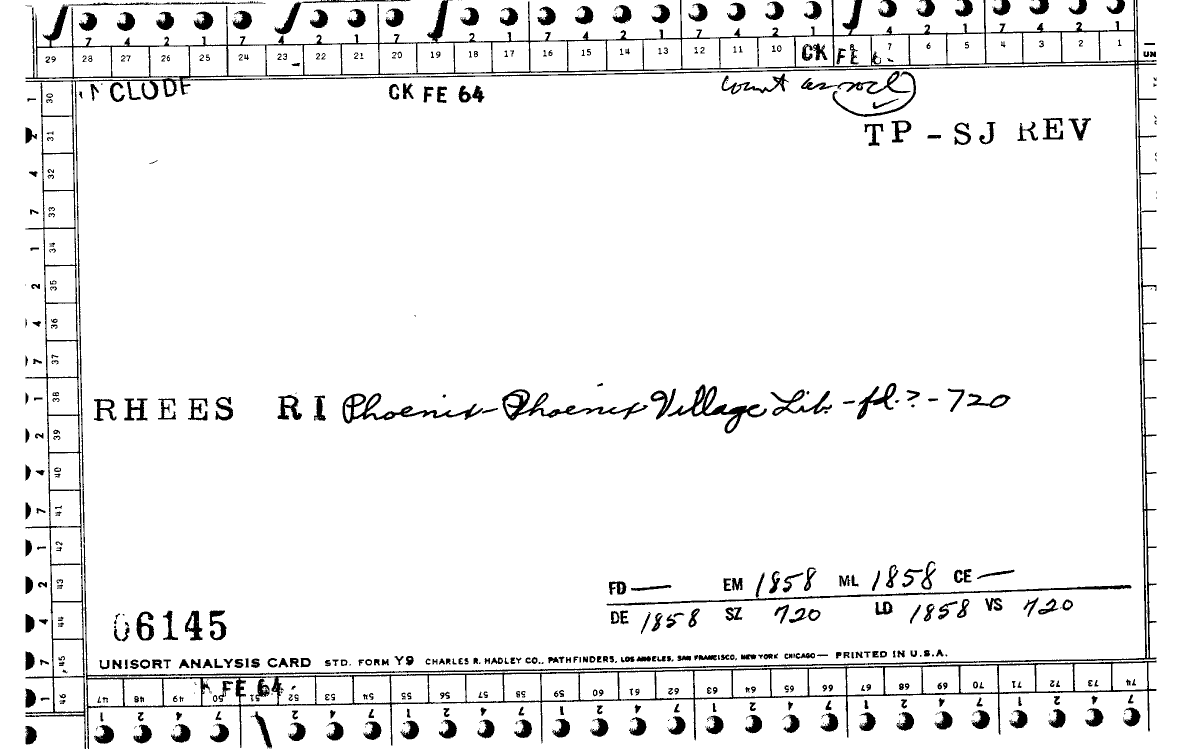 7 4 2 1 7 2 1 7 2 1 7 4 2 1 7 4 2 1 7 4 2 1 7 4 2 1
29 28 27 26 25 24 23 22 21 20 19 18 17 16 15 14 13 12 11 10 CK FE 6 7 6 5 4 3 2 1 UN
INCLUDE CK FE 64 count as socl
TP - SJ REV
1 30
2 31
4 32
7 33
1 34
2 35
4 36
7 37
1 38
2 39
4 40
7 41
1 42
2 43
4 44
7 45
1 46
RHEES RI Phoenix - Phoenix Village Lib. - fd. ? - 720
FD — EM 1858 ML 1858 CE —
DE 1858 SZ 720 LD 1858 VS 720
06145
UNISORT ANALYSIS CARD STD. FORM Y9 CHARLES R. HADLEY CO., PATHFINDERS, LOS ANGELES, SAN FRANCISCO, NEW YORK CHICAGO — PRINTED IN U.S.A.
FE 64
47 48 49 50 51 52 53 54 55 56 57 58 59 60 61 62 63 64 65 66 67 68 69 70 71 72 73 74
1 2 4 7 2 4 7 1 2 4 7 1 2 4 7 1 2 4 7 1 2 4 7 1 2 4 7